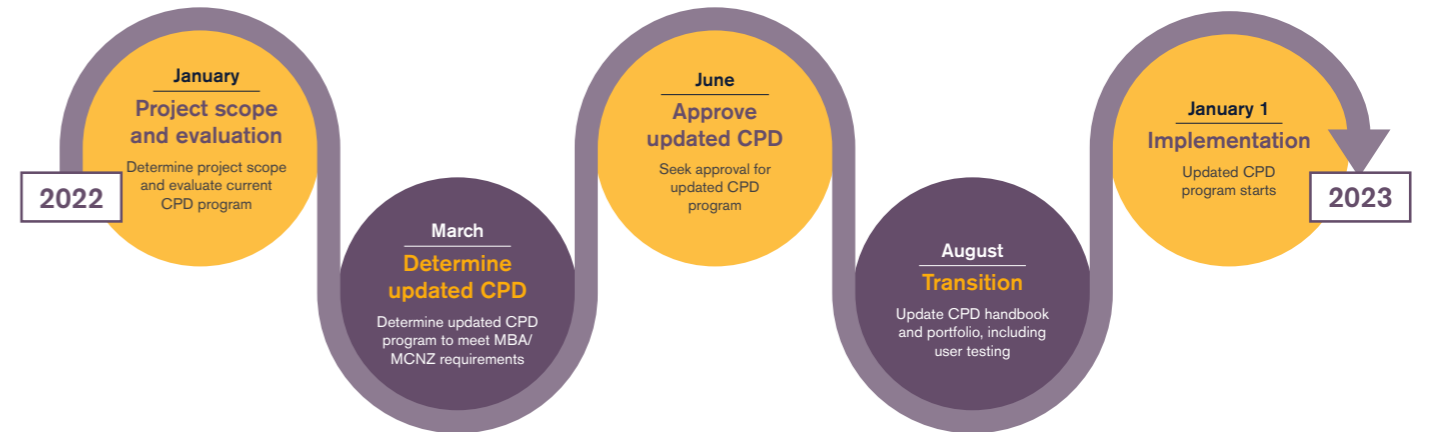 2022
January
Project scope
and evaluation
Determine project scope
and evaluate current
CPD program
March
Determine
updated CPD
Determine updated CPD
program to meet MBA/
MCNZ requirements
June
Approve
updated CPD
Seek approval for
updated CPD
program
August
Transition
Update CPD handbook
and portfolio, including
user testing
January 1
Implementation
Updated CPD
program starts
2023